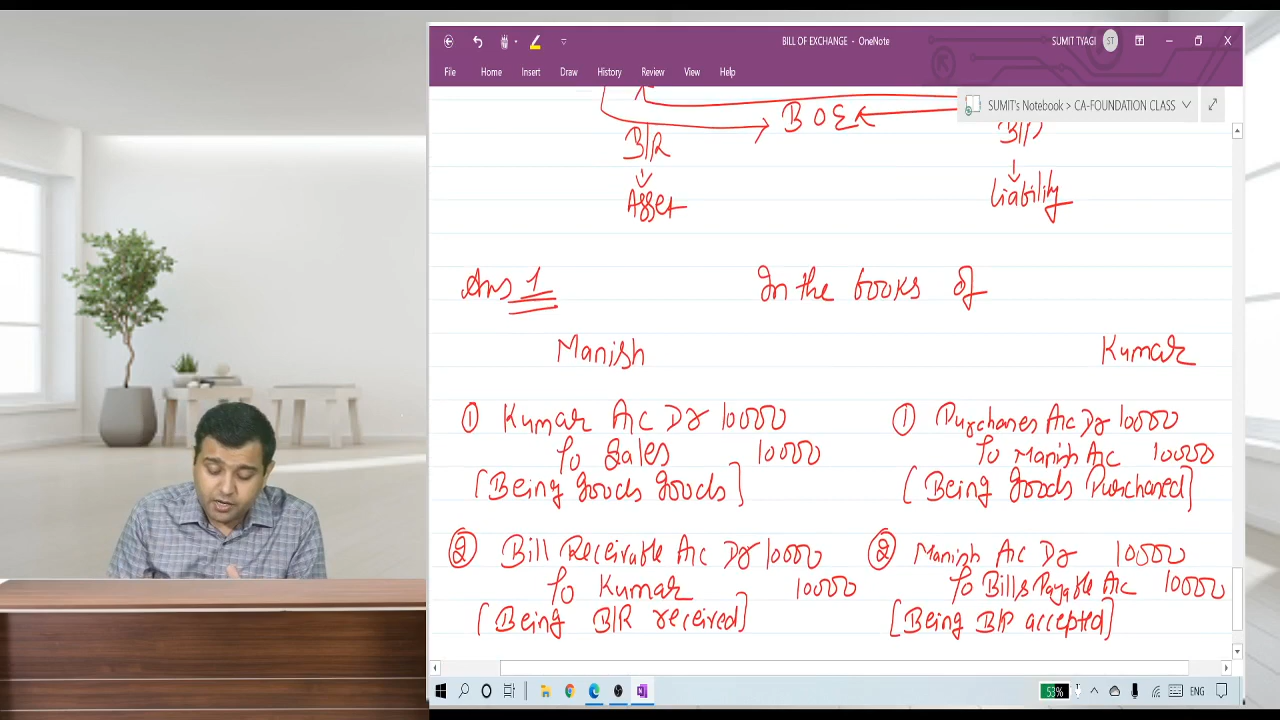 BILL OF EXCHANGE - OneNote
SUMIT TYAGI ST
File Home Insert Draw History Review View Help
SUMIT's Notebook > CA-FOUNDATION CLASS
B O E
B/R
Asset
Liability
Ans 1
In the books of
Manish
Kumar
① Kumar A/C Dr 10000
To Sales 10000
[Being goods goods]
② Bill Receivable A/C Dr 10000
To Kumar 10000
[Being B/R received]
① Purchases A/C Dr 10000
To Manish A/C 10000
[Being goods Purchased]
② Manish A/C Dr 10000
To Bills Payable A/C 10000
[Being B/P accepted]
53% ENG